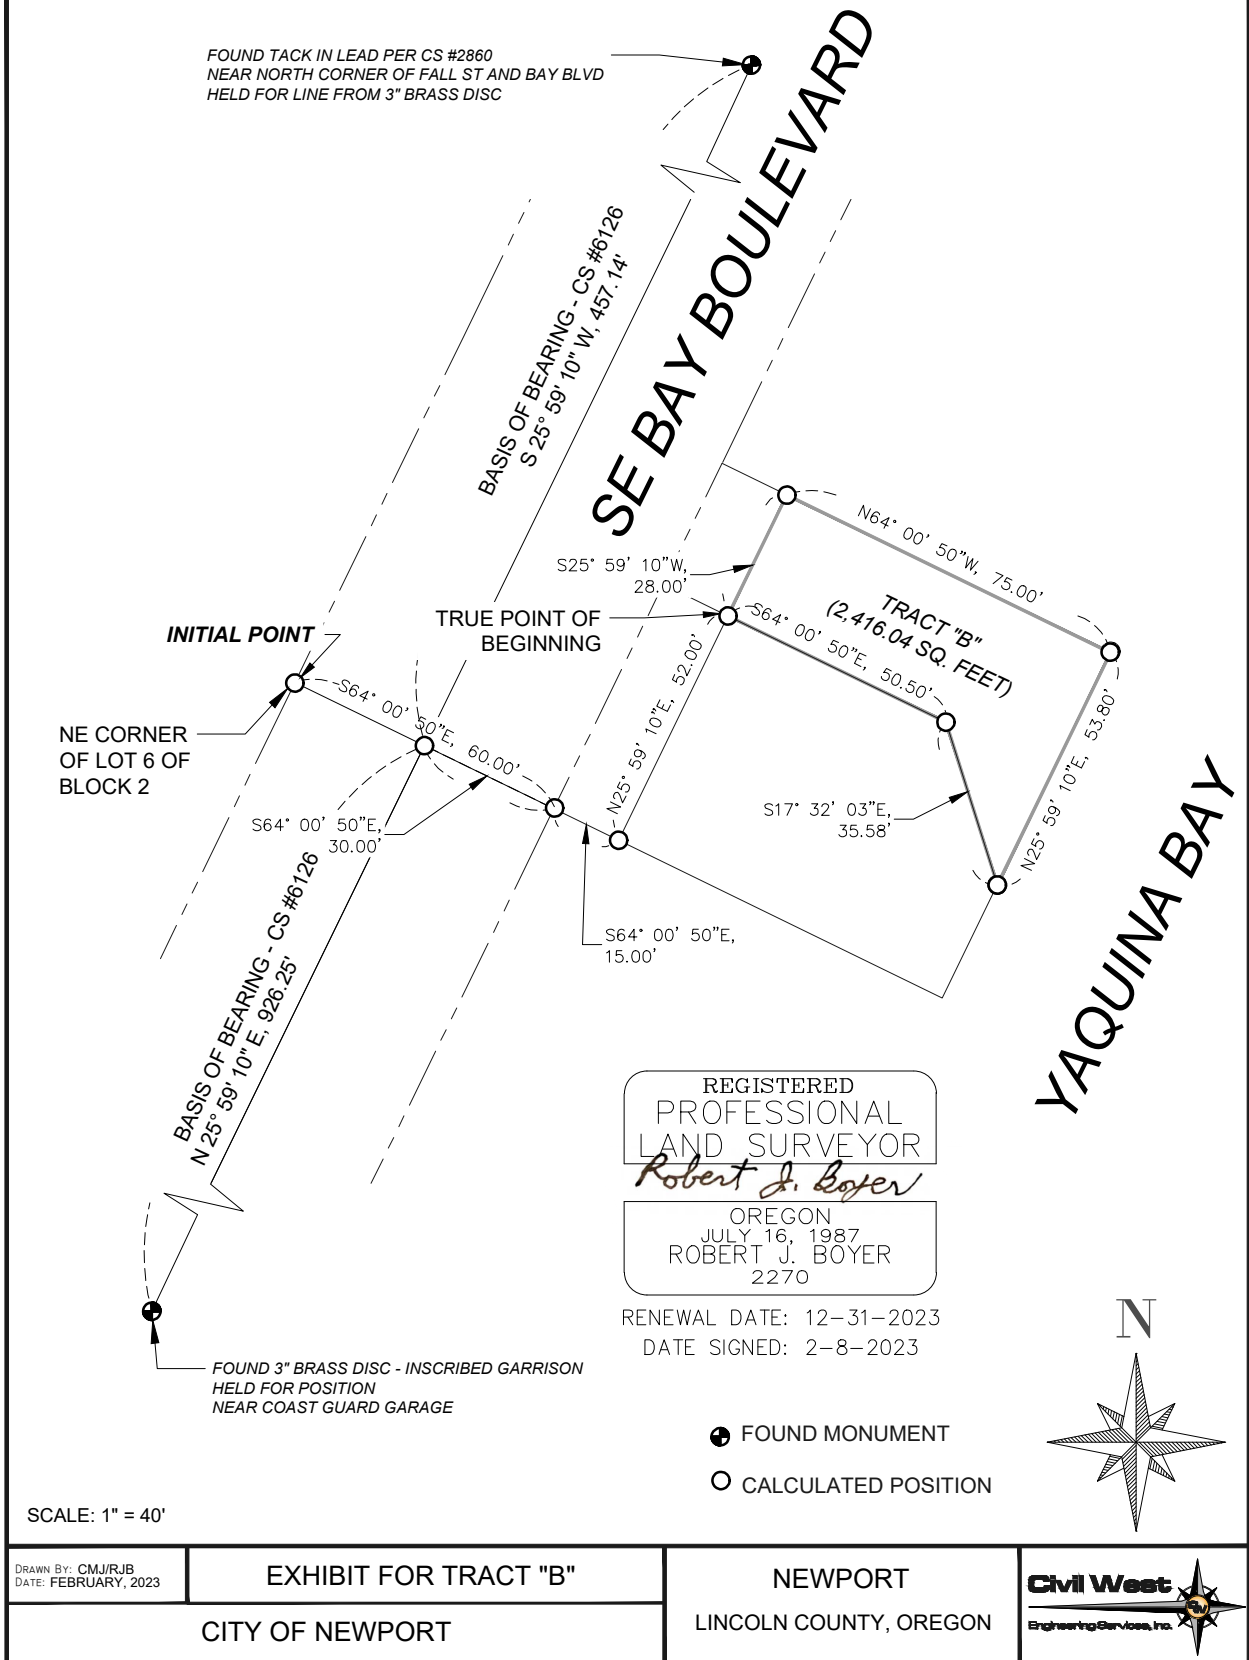 FOUND TACK IN LEAD PER CS #2860
NEAR NORTH CORNER OF FALL ST AND BAY BLVD
HELD FOR LINE FROM 3" BRASS DISC
SE BAY BOULEVARD
BASIS OF BEARING - CS #6126
S 25° 59' 10" W, 457.14'
N64° 00' 50"W, 75.00'
S25° 59' 10"W,
28.00'
TRUE POINT OF
BEGINNING
S64° 00' 50"E, 50.50'
TRACT "B"
(2,416.04 SQ. FEET)
INITIAL POINT
NE CORNER
OF LOT 6 OF
BLOCK 2
S64° 00' 50"E, 60.00'
N25° 59' 10"E, 52.00'
N25° 59' 10"E, 53.80'
S17° 32' 03"E,
35.58'
S64° 00' 50"E,
30.00'
S64° 00' 50"E,
15.00'
YAQUINA BAY
BASIS OF BEARING - CS #6126
N 25° 59' 10" E, 926.25'
REGISTERED
PROFESSIONAL
LAND SURVEYOR
Robert J. Boyer
OREGON
JULY 16, 1987
ROBERT J. BOYER
2270
RENEWAL DATE: 12-31-2023
DATE SIGNED: 2-8-2023
FOUND 3" BRASS DISC - INSCRIBED GARRISON
HELD FOR POSITION
NEAR COAST GUARD GARAGE
N
FOUND MONUMENT
CALCULATED POSITION
SCALE: 1" = 40'
DRAWN BY: CMJ/RJB
DATE: FEBRUARY, 2023
EXHIBIT FOR TRACT "B"
CITY OF NEWPORT
NEWPORT
LINCOLN COUNTY, OREGON
Civil West
Engineering Services, Inc.
CW